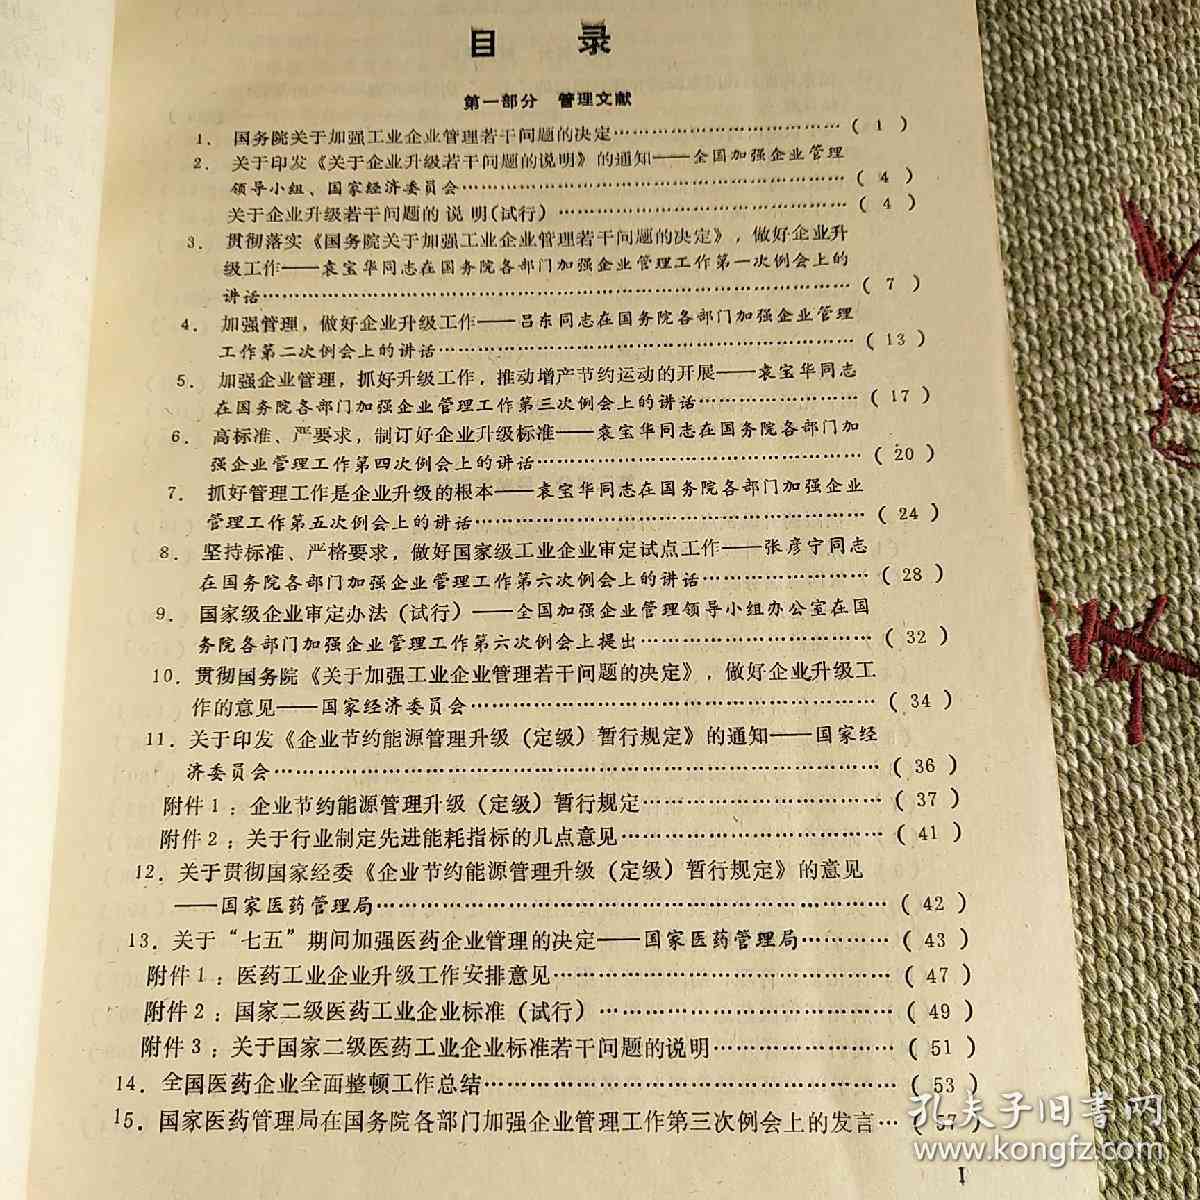 目 录
第一部分 管理文献
1. 国务院关于加强工业企业管理若干问题的决定……………………………( 1 )
2. 关于印发《关于企业升级若干问题的说明》的通知——全国加强企业管理
领导小组、国家经济委员会……………………………………………( 4 )
关于企业升级若干问题的说明(试行)……………………………………( 4 )
3. 贯彻落实《国务院关于加强工业企业管理若干问题的决定》,做好企业升
级工作——袁宝华同志在国务院各部门加强企业管理工作第一次例会上的
讲话……………………………………………………………………( 7 )
4. 加强管理,做好企业升级工作——吕东同志在国务院各部门加强企业管理
工作第二次例会上的讲话……………………………………………( 13 )
5. 加强企业管理,抓好升级工作,推动增产节约运动的开展——袁宝华同志
在国务院各部门加强企业管理工作第三次例会上的讲话…………………( 17 )
6. 高标准、严要求,制订好企业升级标准——袁宝华同志在国务院各部门加
强企业管理工作第四次例会上的讲话……………………………………( 20 )
7. 抓好管理工作是企业升级的根本——袁宝华同志在国务院各部门加强企业
管理工作第五次例会上的讲话……………………………………………( 24 )
8. 坚持标准、严格要求,做好国家级工业企业审定试点工作——张彦宁同志
在国务院各部门加强企业管理工作第六次例会上的讲话…………………( 28 )
9. 国家级企业审定办法(试行)——全国加强企业管理领导小组办公室在国
务院各部门加强企业管理工作第六次例会上提出…………………………( 32 )
10. 贯彻国务院《关于加强工业企业管理若干问题的决定》,做好企业升级工
作的意见——国家经济委员会……………………………………………( 34 )
11. 关于印发《企业节约能源管理升级(定级)暂行规定》的通知——国家经
济委员会……………………………………………………………………( 36 )
附件1:企业节约能源管理升级(定级)暂行规定…………………………( 37 )
附件2:关于行业制定先进能耗指标的几点意见……………………………( 41 )
12. 关于贯彻国家经委《企业节约能源管理升级(定级)暂行规定》的意见
——国家医药管理局………………………………………………………( 42 )
13. 关于“七五”期间加强医药企业管理的决定——国家医药管理局…………( 43 )
附件1:医药工业企业升级工作安排意见……………………………………( 47 )
附件2:国家二级医药工业企业标准(试行)………………………………( 49 )
附件3:关于国家二级医药工业企业标准若干问题的说明…………………( 51 )
14. 全国医药企业全面整顿工作总结……………………………………………( 53 )
15. 国家医药管理局在国务院各部门加强企业管理工作第三次例会上的发言…( 57 )
I
孔夫子旧书网
www.kongfz.com